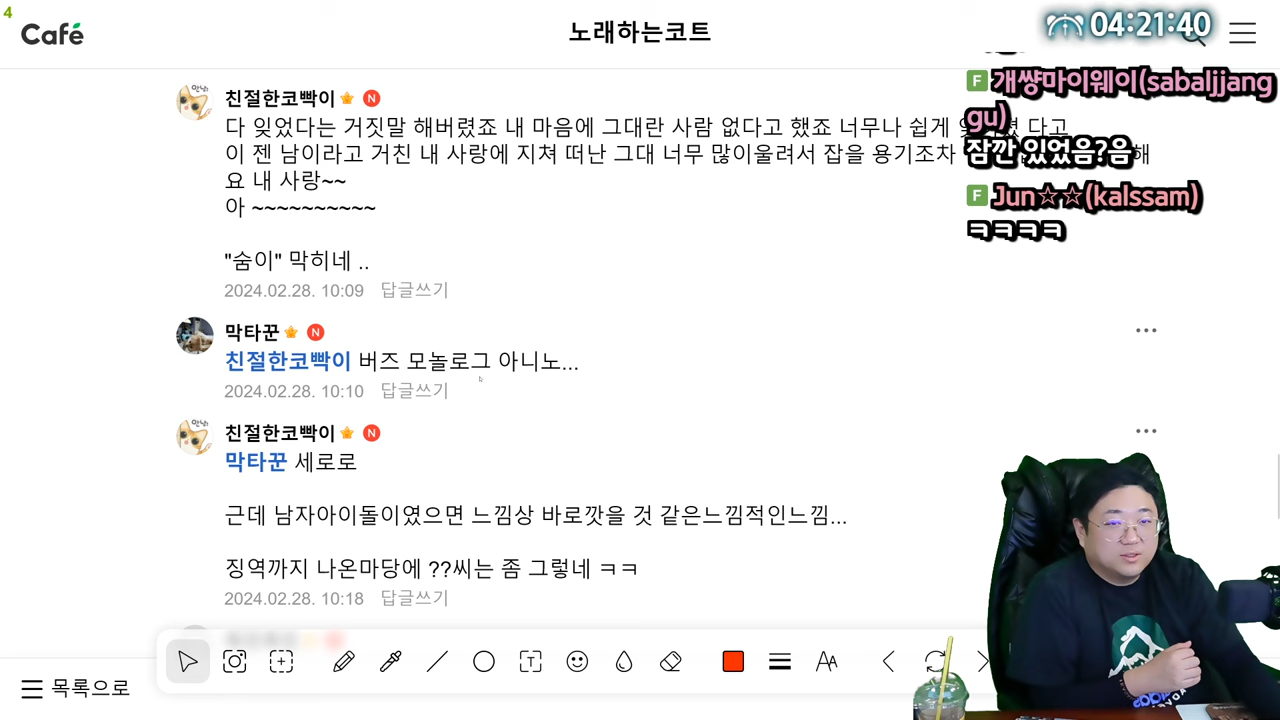 4
Café
노래하는코트
04:21:40
친절한코빡이 N
다 잊었다는 거짓말 해버렸죠 내 마음에 그대란 사람 없다고 했죠 너무나 쉽게 다고
이 젠 남이라고 거친 내 사랑에 지쳐 떠난 그대 너무 많이울려서 잡을 용기조차 해
요 내 사랑~~
아 ~~~~~~~~~~
"숨이" 막히네 ..
2024.02.28. 10:09 답글쓰기
막타꾼 N
친절한코빡이 버즈 모놀로그 아니노...
2024.02.28. 10:10 답글쓰기
친절한코빡이 N
막타꾼 세로로
근데 남자아이돌이였으면 느낌상 바로깟을 것 같은느낌적인느낌...
징역까지 나온마당에 ??씨는 좀 그렇네 ㅋㅋ
2024.02.28. 10:18 답글쓰기
목록으로
F 개쌍마이웨이(sabaljjang
gu)
잠깐 있었음?음
F Jun☆☆(kalssam)
ㅋㅋㅋㅋ